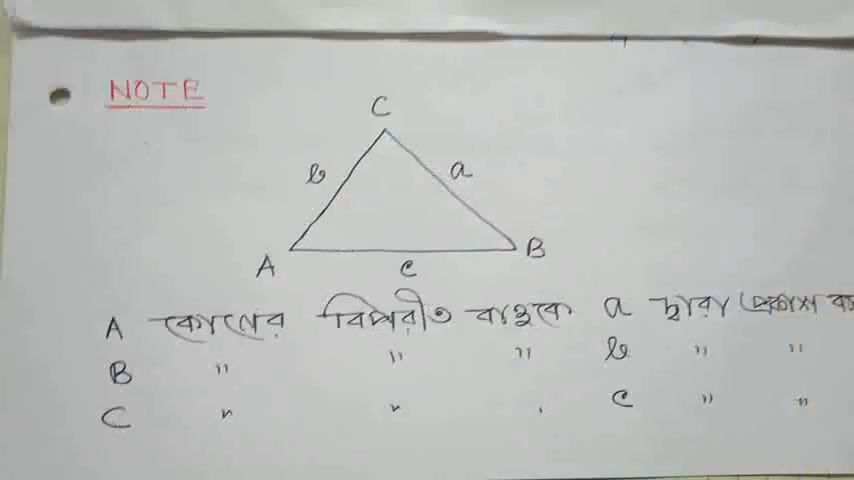 NOTE
C
b
a
A
B
c
A কোণের বিপরীত বাহুকে a দ্বারা প্রকাশ
B " " " b " "
C " " " c " "